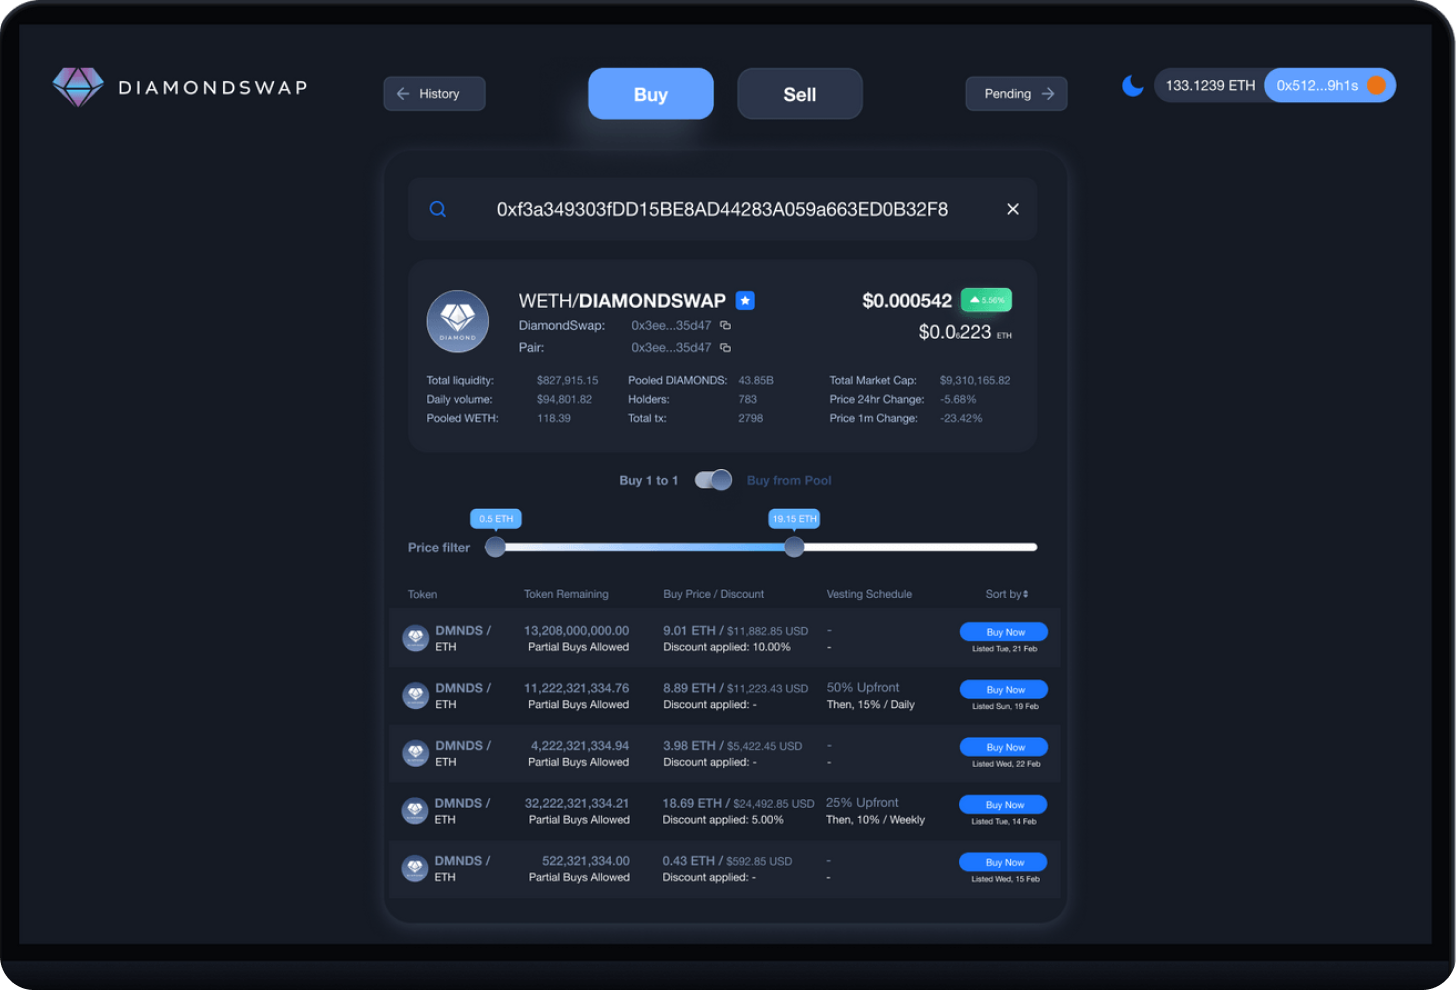 DIAMONDSWAP
History
Buy
Sell
Pending
133.1239 ETH
0x512...9h1s
0xf3a349303fDD15BE8AD44283A059a663ED0B32F8
DIAMOND
WETH/DIAMONDSWAP
$0.000542
5.56%
DiamondSwap: 0x3ee...35d47
$0.0₆223 ETH
Pair: 0x3ee...35d47
Total liquidity: $827,915.15 Pooled DIAMONDS: 43.85B Total Market Cap: $9,310,165.82
Daily volume: $94,801.82 Holders: 783 Price 24hr Change: -5.68%
Pooled WETH: 118.39 Total tx: 2798 Price 1m Change: -23.42%
Buy 1 to 1 Buy from Pool
0.5 ETH 19.15 ETH
Price filter
Token Token Remaining Buy Price / Discount Vesting Schedule Sort by
DMNDS / 13,208,000,000.00 9.01 ETH / $11,882.85 USD - Buy Now
ETH Partial Buys Allowed Discount applied: 10.00% - Listed Tue, 21 Feb
DMNDS / 11,222,321,334.76 8.89 ETH / $11,223.43 USD 50% Upfront Buy Now
ETH Partial Buys Allowed Discount applied: - Then, 15% / Daily Listed Sun, 19 Feb
DMNDS / 4,222,321,334.94 3.98 ETH / $5,422.45 USD - Buy Now
ETH Partial Buys Allowed Discount applied: - - Listed Wed, 22 Feb
DMNDS / 32,222,321,334.21 18.69 ETH / $24,492.85 USD 25% Upfront Buy Now
ETH Partial Buys Allowed Discount applied: 5.00% Then, 10% / Weekly Listed Tue, 14 Feb
DMNDS / 522,321,334.00 0.43 ETH / $592.85 USD - Buy Now
ETH Partial Buys Allowed Discount applied: - - Listed Wed, 15 Feb